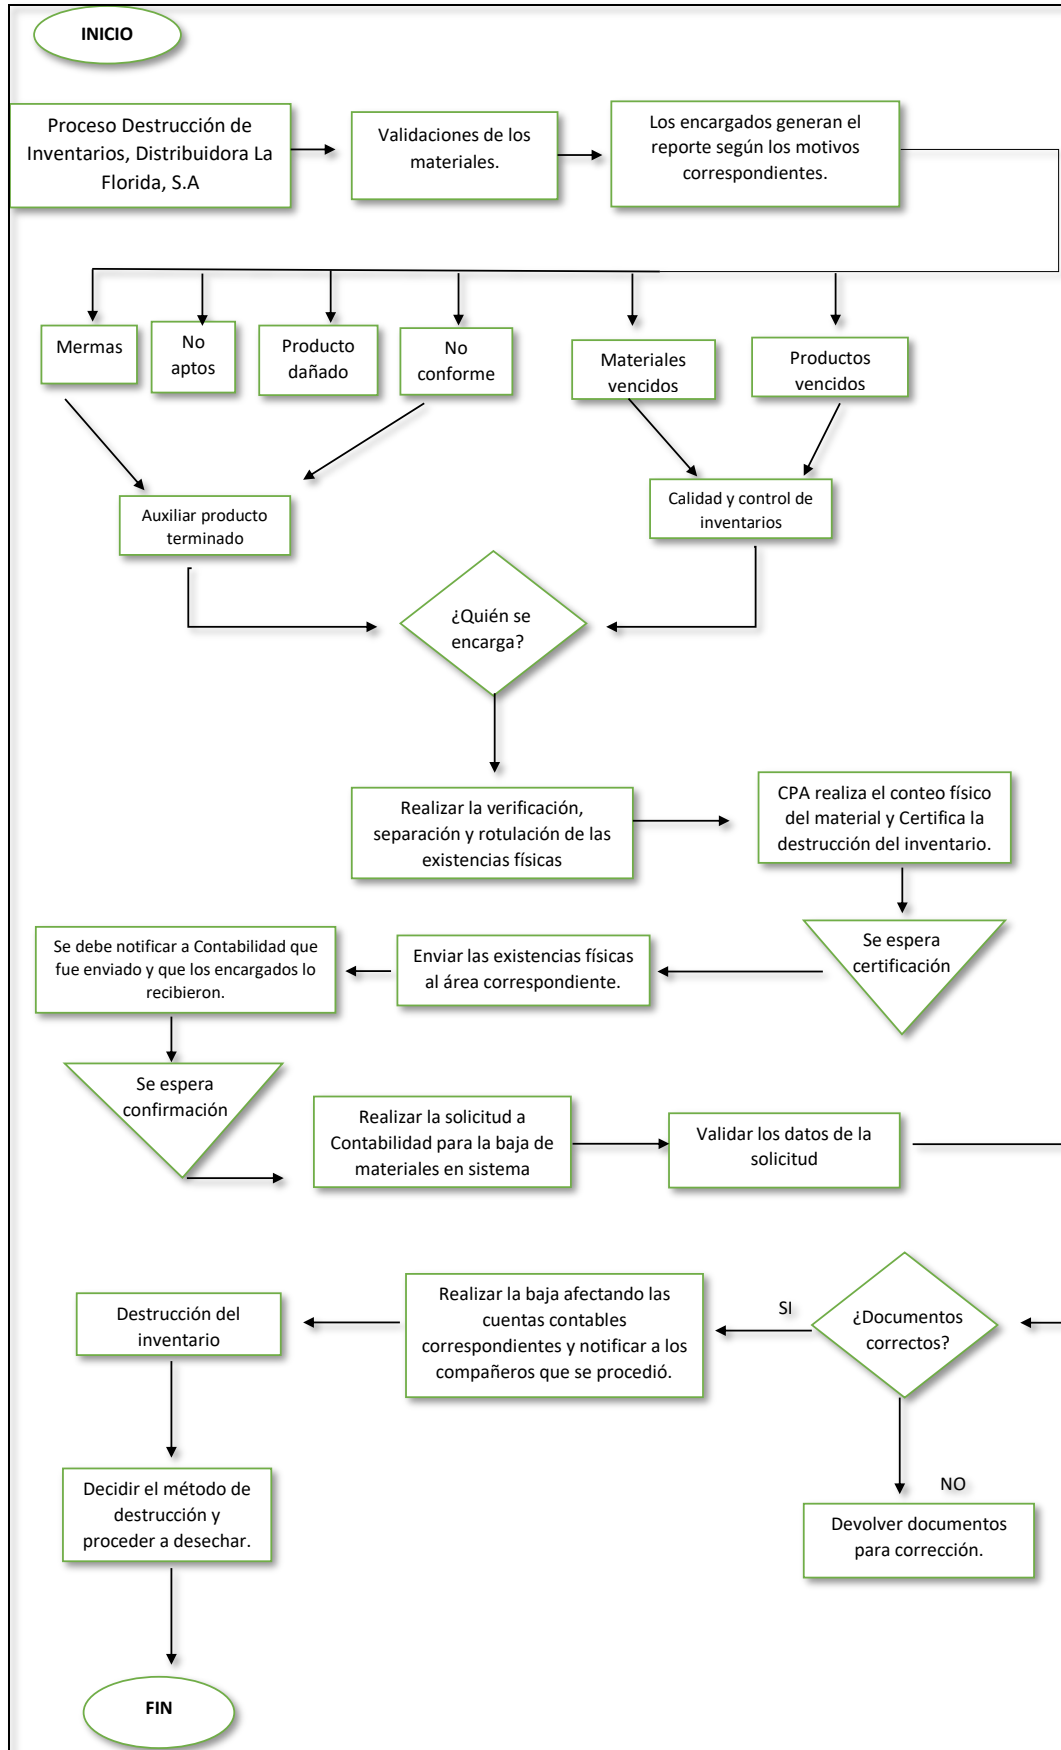 INICIO
Proceso Destrucción de
Inventarios, Distribuidora La
Florida, S.A
Validaciones de los
materiales.
Los encargados generan el
reporte según los motivos
correspondientes.
Mermas
No
aptos
Producto
dañado
No
conforme
Materiales
vencidos
Productos
vencidos
Auxiliar producto
terminado
Calidad y control de
inventarios
¿Quién se
encarga?
Realizar la verificación,
separación y rotulación de las
existencias físicas
CPA realiza el conteo físico
del material y Certifica la
destrucción del inventario.
Se espera
certificación
Enviar las existencias físicas
al área correspondiente.
Se debe notificar a Contabilidad que
fue enviado y que los encargados lo
recibieron.
Se espera
confirmación
Realizar la solicitud a
Contabilidad para la baja de
materiales en sistema
Validar los datos de la
solicitud
¿Documentos
correctos?
SI
Realizar la baja afectando las
cuentas contables
correspondientes y notificar a los
compañeros que se procedió.
Destrucción del
inventario
NO
Devolver documentos
para corrección.
Decidir el método de
destrucción y
proceder a desechar.
FIN